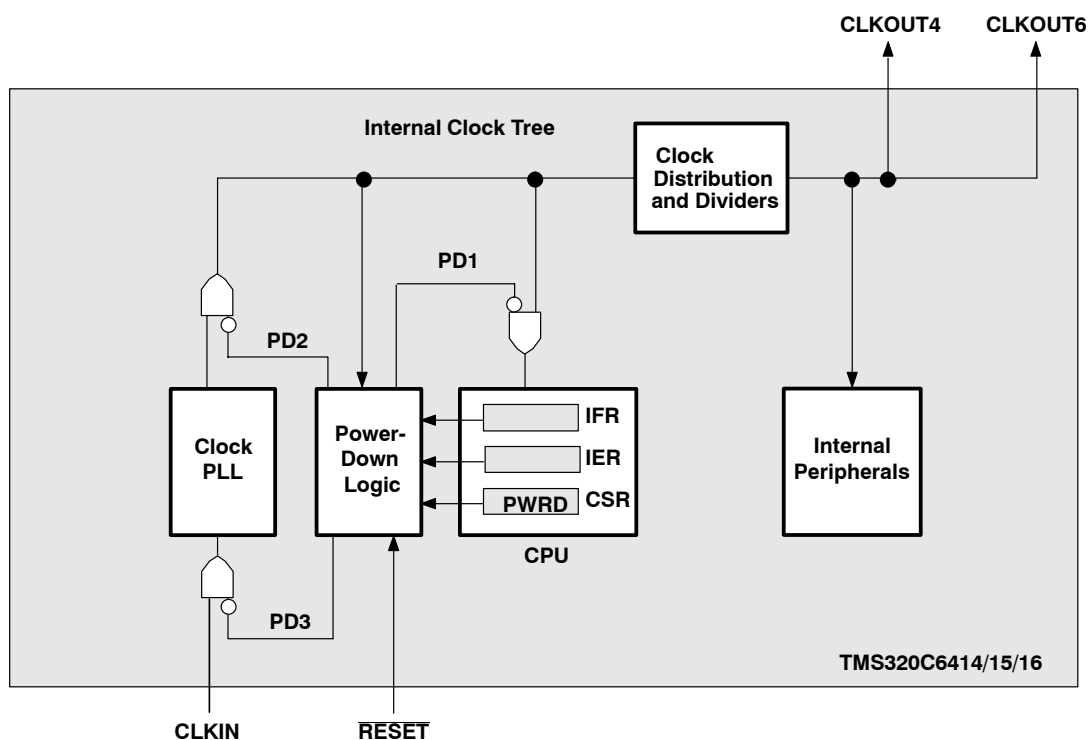 CLKOUT4 CLKOUT6
Internal Clock Tree
Clock
Distribution
and Dividers
PD1
PD2
Clock
PLL
Power-
Down
Logic
IFR
IER
PWRD CSR
CPU
Internal
Peripherals
PD3
TMS320C6414/15/16
CLKIN RESET